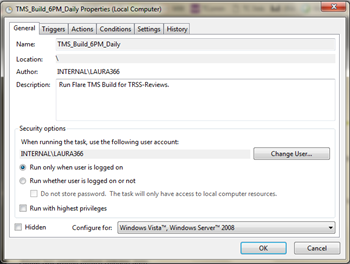 TMS_Build_6PM_Daily Properties (Local Computer)
General Triggers Actions Conditions Settings History
Name: TMS_Build_6PM_Daily
Location: \
Author: INTERNAL\LAURA366
Description: Run Flare TMS Build for TRSS-Reviews.
Security options
When running the task, use the following user account:
INTERNAL\LAURA366 Change User...
Run only when user is logged on
Run whether user is logged on or not
Do not store password. The task will only have access to local computer resources.
Run with highest privileges
Hidden Configure for: Windows Vista™, Windows Server™ 2008
OK Cancel